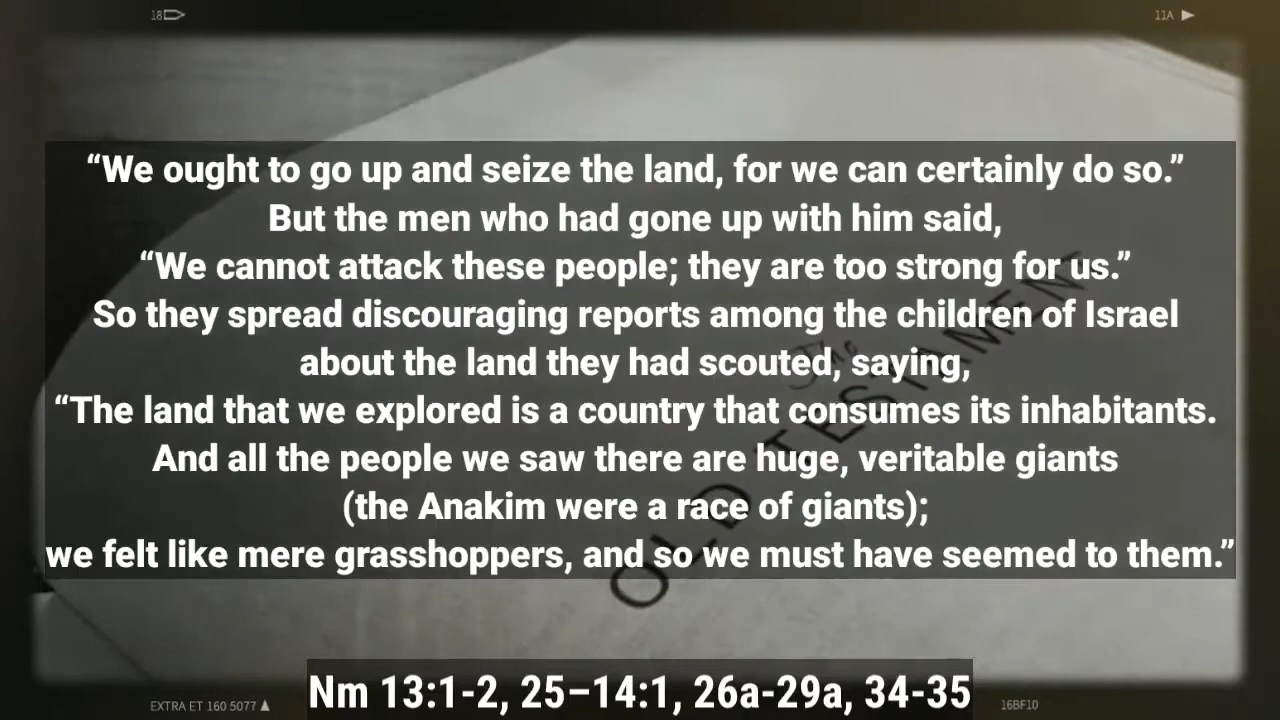 18
11A
“We ought to go up and seize the land, for we can certainly do so.”
But the men who had gone up with him said,
“We cannot attack these people; they are too strong for us.”
So they spread discouraging reports among the children of Israel
about the land they had scouted, saying,
“The land that we explored is a country that consumes its inhabitants.
And all the people we saw there are huge, veritable giants
(the Anakim were a race of giants);
we felt like mere grasshoppers, and so we must have seemed to them.”
The
OLD TESTAMENT
Nm 13:1-2, 25–14:1, 26a-29a, 34-35
EXTRA ET 160 5077
16BF10